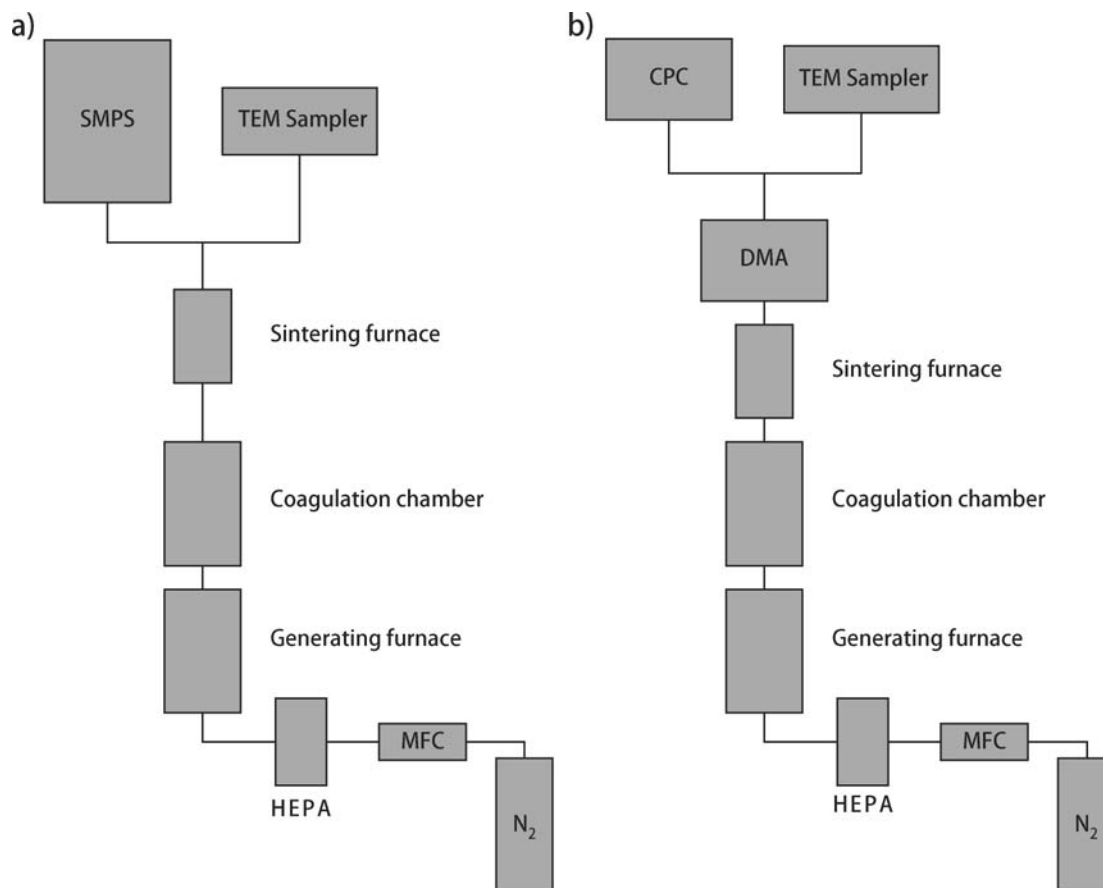 a)
SMPS
TEM Sampler
Sintering furnace
Coagulation chamber
Generating furnace
MFC
HEPA
N₂
b)
CPC
TEM Sampler
DMA
Sintering furnace
Coagulation chamber
Generating furnace
MFC
HEPA
N₂